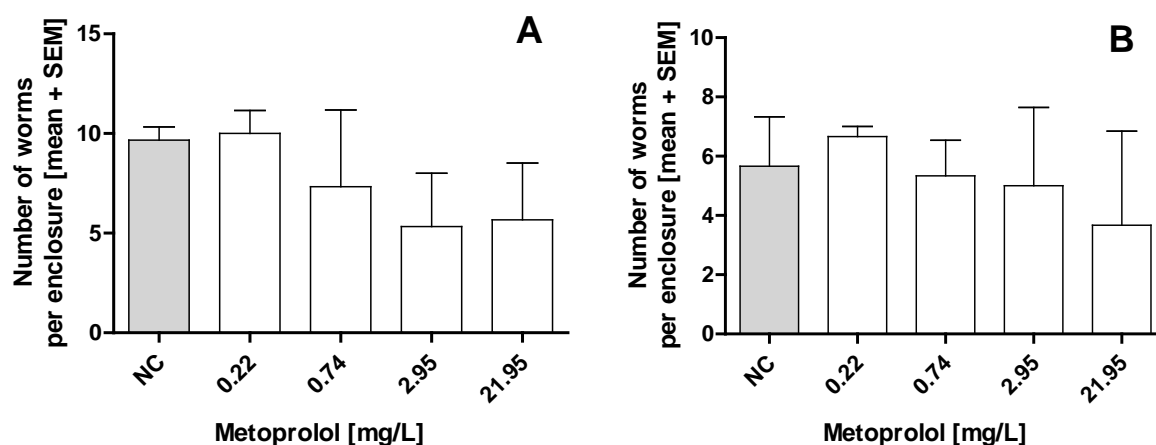 A
Number of worms
per enclosure [mean + SEM]
15
10
5
0
NC
0.22
0.74
2.95
21.95
Metoprolol [mg/L]
B
Number of worms
per enclosure [mean + SEM]
10
8
6
4
2
0
NC
0.22
0.74
2.95
21.95
Metoprolol [mg/L]